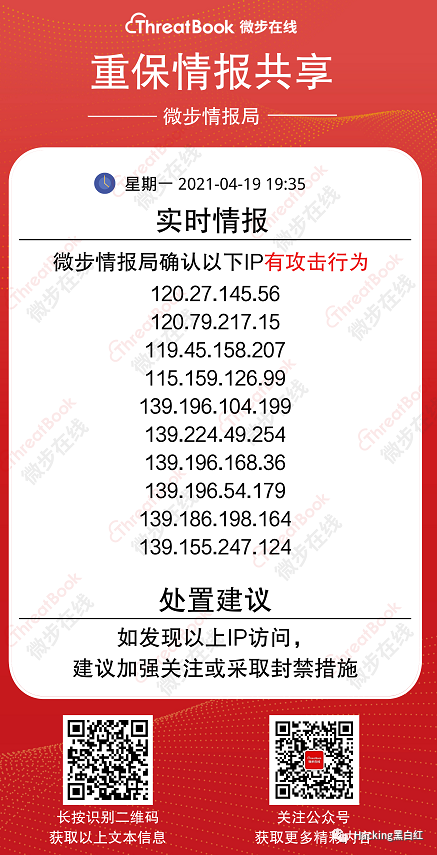 ThreatBook 微步在线
重保情报共享
微步情报局
星期一 2021-04-19 19:35
实时情报
微步情报局确认以下IP有攻击行为
120.27.145.56
120.79.217.15
119.45.158.207
115.159.126.99
139.196.104.199
139.224.49.254
139.196.168.36
139.196.54.179
139.186.198.164
139.155.247.124
处置建议
如发现以上IP访问，
建议加强关注或采取封禁措施
长按识别二维码
获取以上文本信息
关注公众号
获取更多精彩内容
Hacking黑白红